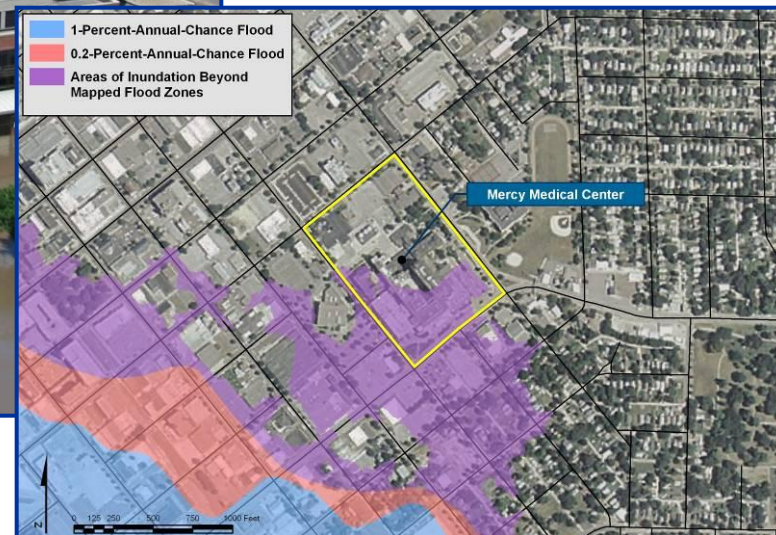 1-Percent-Annual-Chance Flood
0.2-Percent-Annual-Chance Flood
Areas of Inundation Beyond
Mapped Flood Zones
Mercy Medical Center
N
0 125 250 500 750 1000 Feet